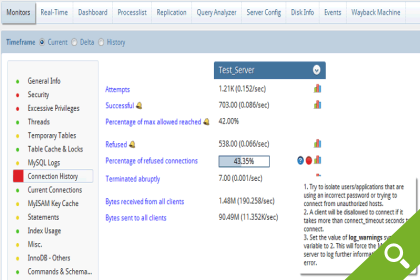 Monitors Real-Time Dashboard Processlist Replication Query Analyzer Server Config Disk Info Events Wayback Machine
Timeframe Current Delta History
General Info
Security
Excessive Privileges
Threads
Temporary Tables
Table Cache & Locks
MySQL Logs
Connection History
Current Connections
MyISAM Key Cache
Statements
Index Usage
Misc.
InnoDB - Others
Commands & Schema...
Test_Server
Attempts 1.21K (0.152/sec)
Successful 703.00 (0.086/sec)
Percentage of max allowed reached 42.00%
Refused 538.00 (0.066/sec)
Percentage of refused connections 43.35%
Terminated abruptly 7.00 (0.001/sec)
Bytes received from all clients 1.48M (190.258/sec)
Bytes sent to all clients 90.49M (11.352K/sec)
1. Try to isolate users/applications that are
using an incorrect password or trying to
connect from unauthorized hosts.
2. A client will be disallowed to connect if it
takes more than connect_timeout seconds to
connect.
3. Set the value of log_warnings
variable to 2. This will force the
server to log further
error.